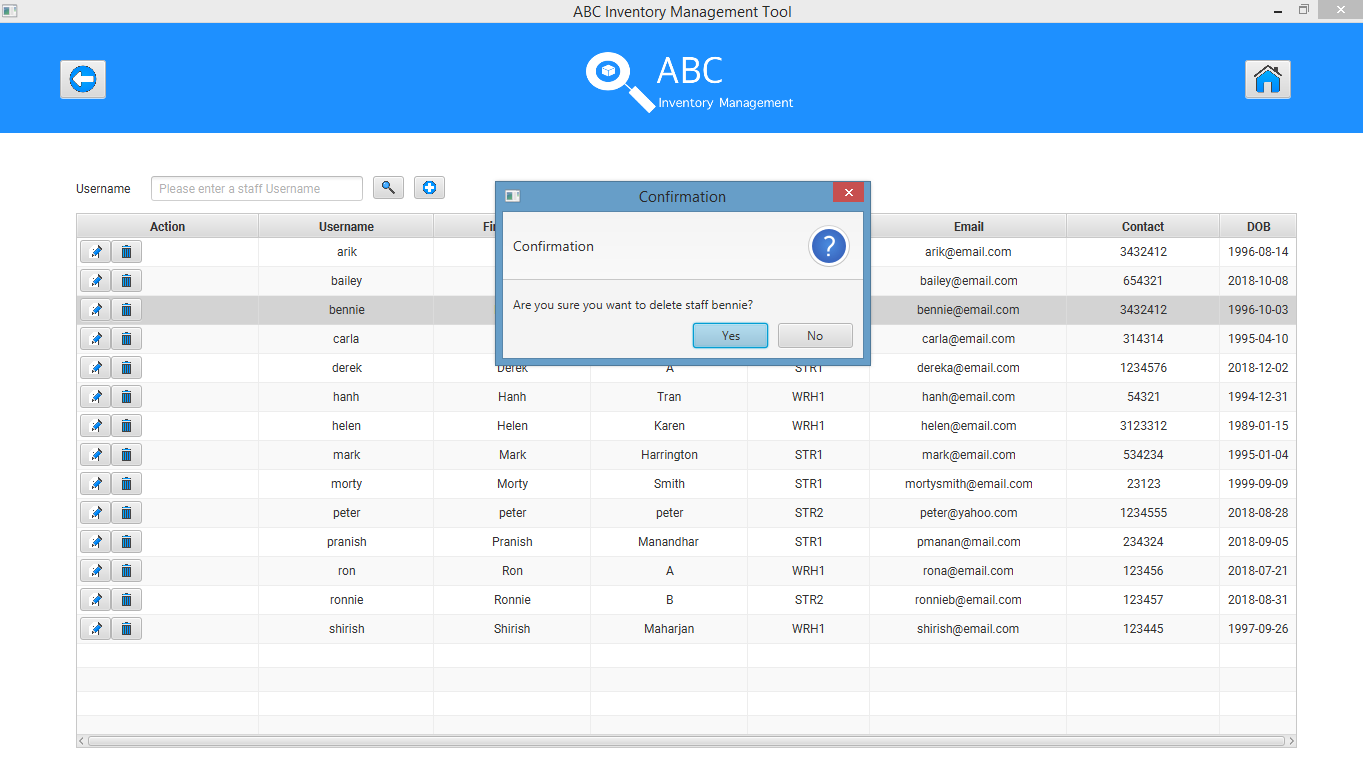 ABC Inventory Management Tool
ABC
Inventory Management
Username Please enter a staff Username
Confirmation
Confirmation
?
Are you sure you want to delete staff bennie?
Yes No
Action Username Email Contact DOB
arik arik@email.com 3432412 1996-08-14
bailey bailey@email.com 654321 2018-10-08
bennie bennie@email.com 3432412 1996-10-03
carla carla@email.com 314314 1995-04-10
derek Derek A STR1 dereka@email.com 1234576 2018-12-02
hanh Hanh Tran WRH1 hanh@email.com 54321 1994-12-31
helen Helen Karen WRH1 helen@email.com 3123312 1989-01-15
mark Mark Harrington STR1 mark@email.com 534234 1995-01-04
morty Morty Smith STR1 mortysmith@email.com 23123 1999-09-09
peter peter peter STR2 peter@yahoo.com 1234555 2018-08-28
pranish Pranish Manandhar STR1 pmanan@mail.com 234324 2018-09-05
ron Ron A WRH1 rona@email.com 123456 2018-07-21
ronnie Ronnie B STR2 ronnieb@email.com 123457 2018-08-31
shirish Shirish Maharjan WRH1 shirish@email.com 123445 1997-09-26